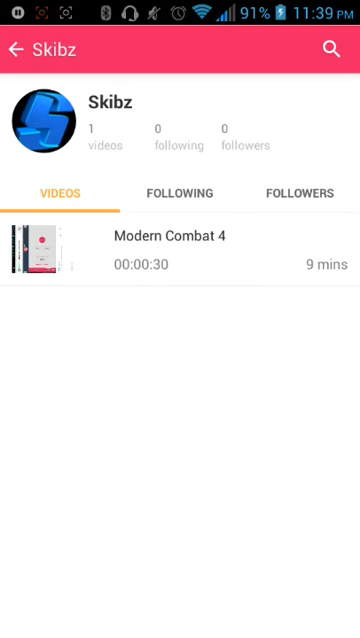 91% 11:39 PM
Skibz
Skibz
1 0 0
videos following followers
VIDEOS FOLLOWING FOLLOWERS
Modern Combat 4
00:00:30 9 mins